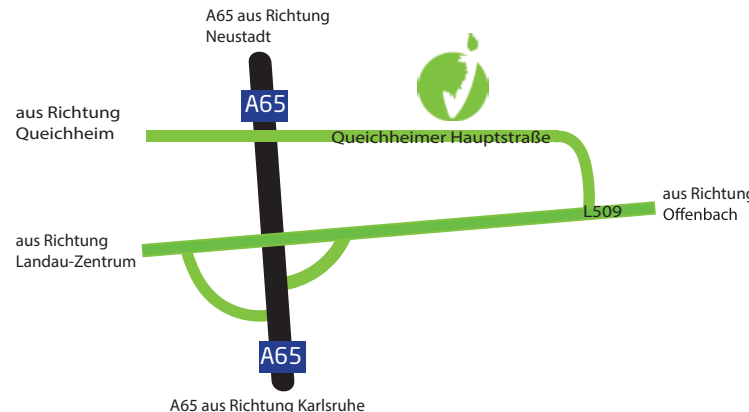 A65 aus Richtung
Neustadt
A65
aus Richtung
Queichheim
Queichheimer Hauptstraße
aus Richtung
Offenbach
L509
aus Richtung
Landau-Zentrum
A65
A65 aus Richtung Karlsruhe